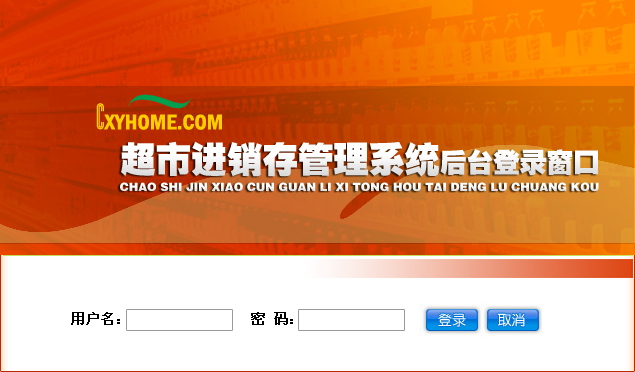 CXYHOME.COM
超市进销存管理系统后台登录窗口
CHAO SHI JIN XIAO CUN GUAN LI XI TONG HOU TAI DENG LU CHUANG KOU
用户名： 密 码： 登录 取消